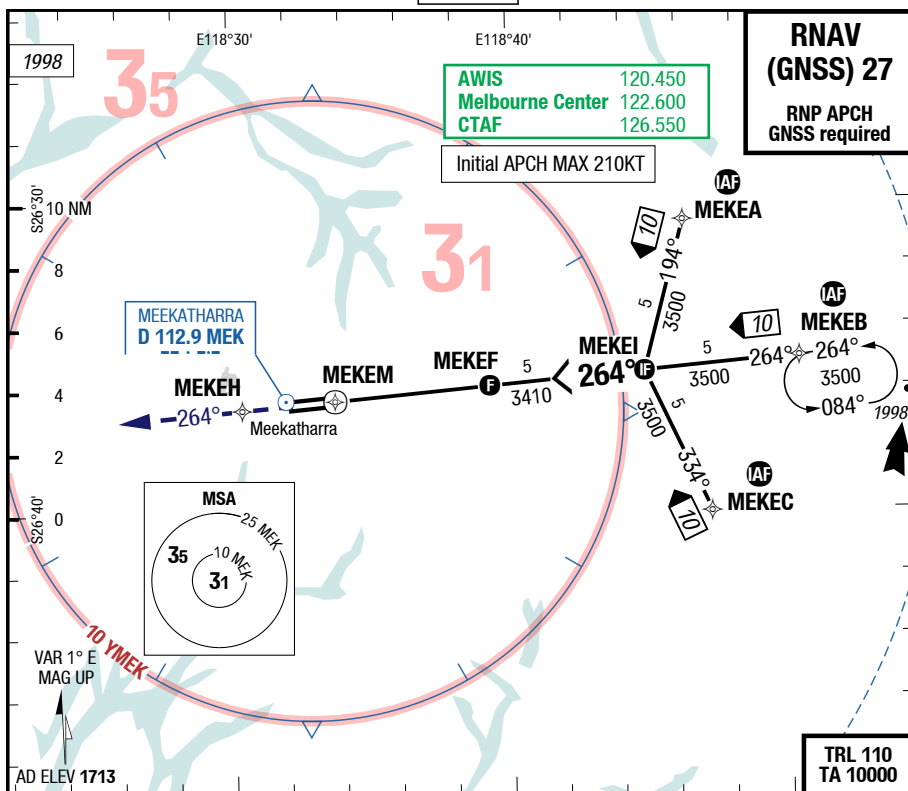 E118°30'
E118°40'
1998
35
RNAV
(GNSS) 27
RNP APCH
GNSS required
AWIS 120.450
Melbourne Center 122.600
CTAF 126.550
Initial APCH MAX 210KT
IAF
MEKEA
10
194°
5
3500
S26°30'
10 NM
8
6
4
2
0
S26°40'
31
MEEKATHARRA
D 112.9 MEK
MEKEH
264°
Meekatharra
MEKEM
MEKEF
F
5
3410
MEKEI
264°
IF
5
3500
264°
10
IAF
MEKEB
264°
3500
084°
1998
5
3500
334°
10
IAF
MEKEC
MSA
25 MEK
35
10 MEK
31
10 YMEK
VAR 1° E
MAG UP
AD ELEV 1713
TRL 110
TA 10000